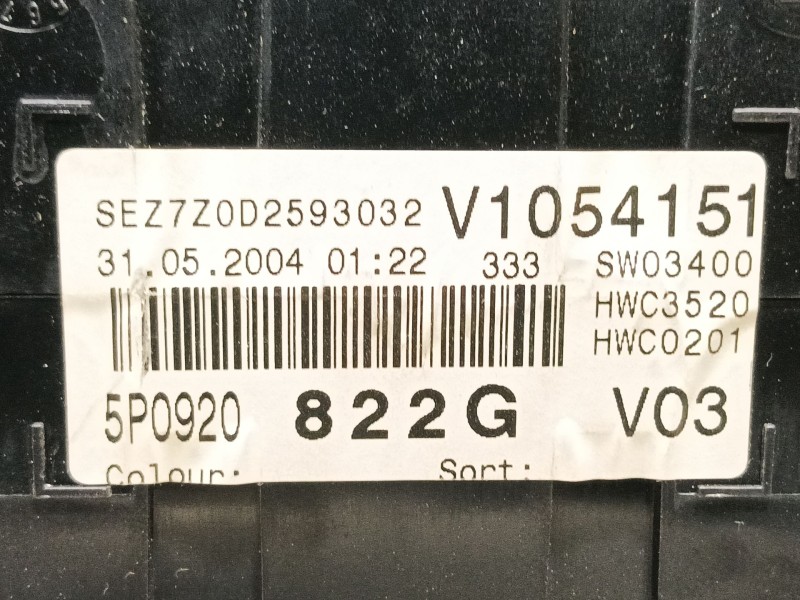 SEZ7Z0D2593032 V1054151
31.05.2004 01:22 333 SW03400
HWC3520
HWC0201
5P0920 822G V03
Colour: Sort: